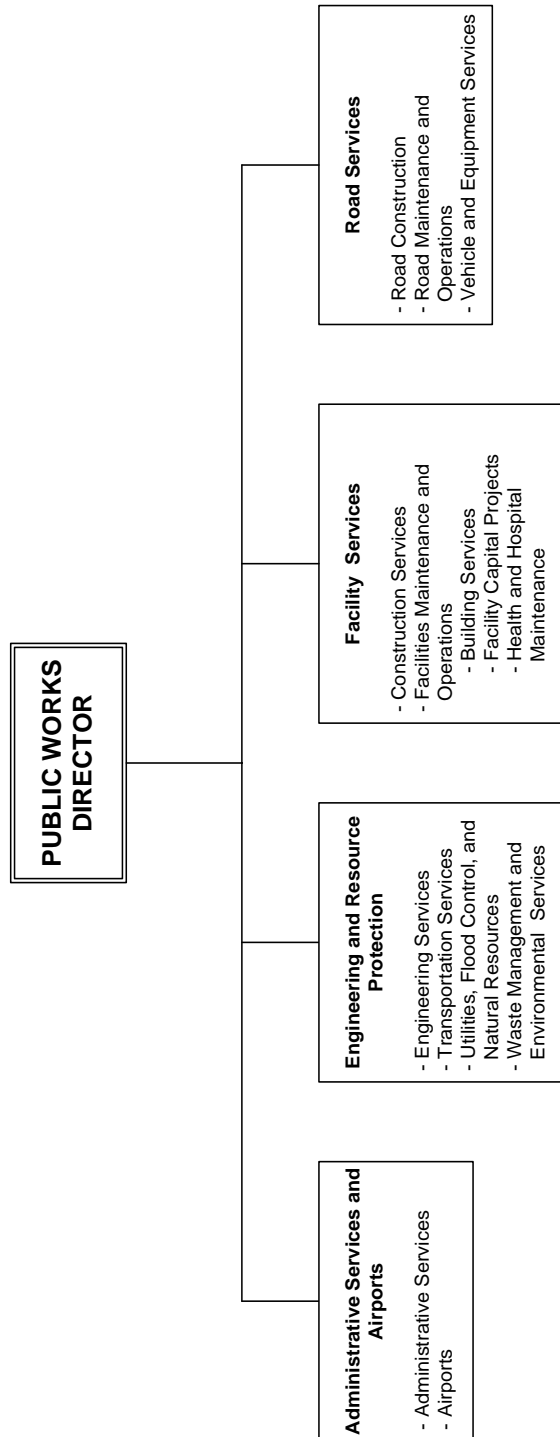 PUBLIC WORKS
DIRECTOR
Administrative Services and
Airports
- Administrative Services
- Airports
Engineering and Resource
Protection
- Engineering Services
- Transportation Services
- Utilities, Flood Control, and
Natural Resources
- Waste Management and
Environmental Services
Facility Services
- Construction Services
- Facilities Maintenance and
Operations
- Building Services
- Facility Capital Projects
- Health and Hospital
Maintenance
Road Services
- Road Construction
- Road Maintenance and
Operations
- Vehicle and Equipment Services